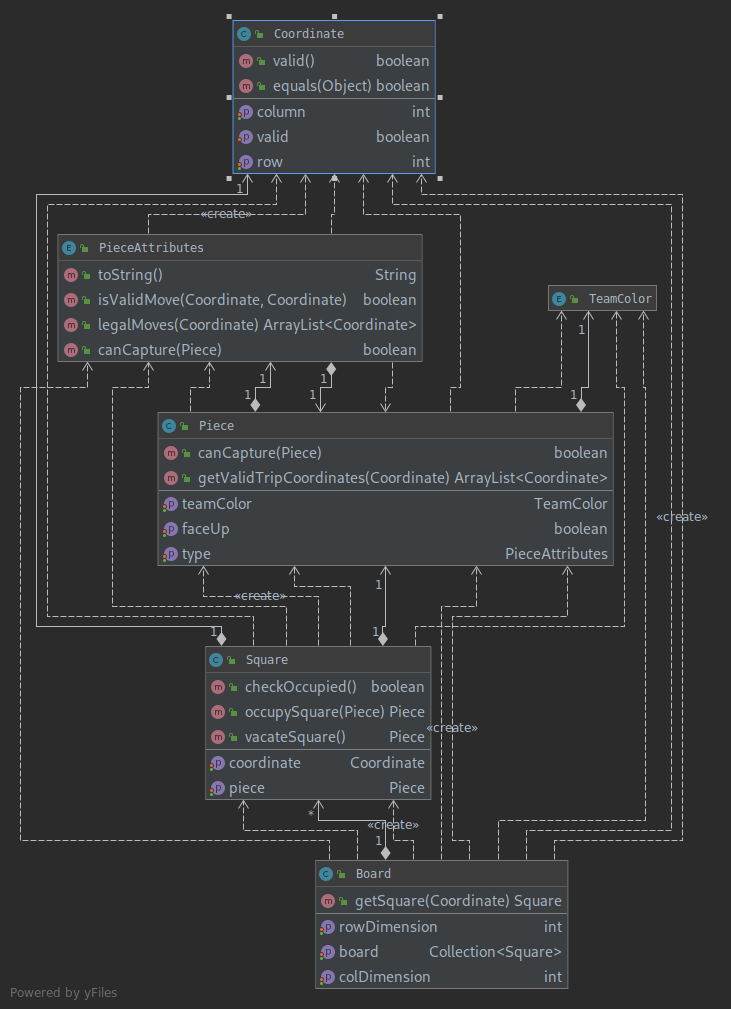 C Coordinate
m valid() boolean
m equals(Object) boolean
p column int
p valid boolean
p row int
1
«create»
E PieceAttributes
m toString() String
m isValidMove(Coordinate, Coordinate) boolean
m legalMoves(Coordinate) ArrayList<Coordinate>
m canCapture(Piece) boolean
E TeamColor
1
1 1
1 1 1
C Piece
m canCapture(Piece) boolean
m getValidTripCoordinates(Coordinate) ArrayList<Coordinate>
p teamColor TeamColor
p faceUp boolean
p type PieceAttributes
«create»
1
«create»
1 1
C Square
m checkOccupied() boolean
m occupySquare(Piece) Piece
m vacateSquare() Piece
p coordinate Coordinate
p piece Piece
«create»
*
«create»
1
C Board
m getSquare(Coordinate) Square
p rowDimension int
p board Collection<Square>
p colDimension int
Powered by yFiles